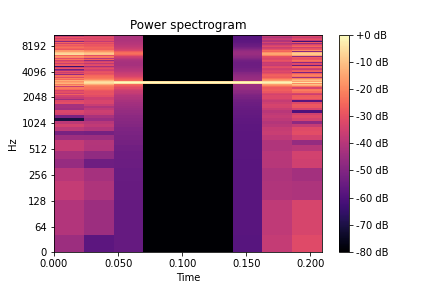 Power spectrogram
8192
4096
2048
1024
512
256
128
64
0
Hz
0.000 0.050 0.100 0.150 0.200
Time
+0 dB
-10 dB
-20 dB
-30 dB
-40 dB
-50 dB
-60 dB
-70 dB
-80 dB